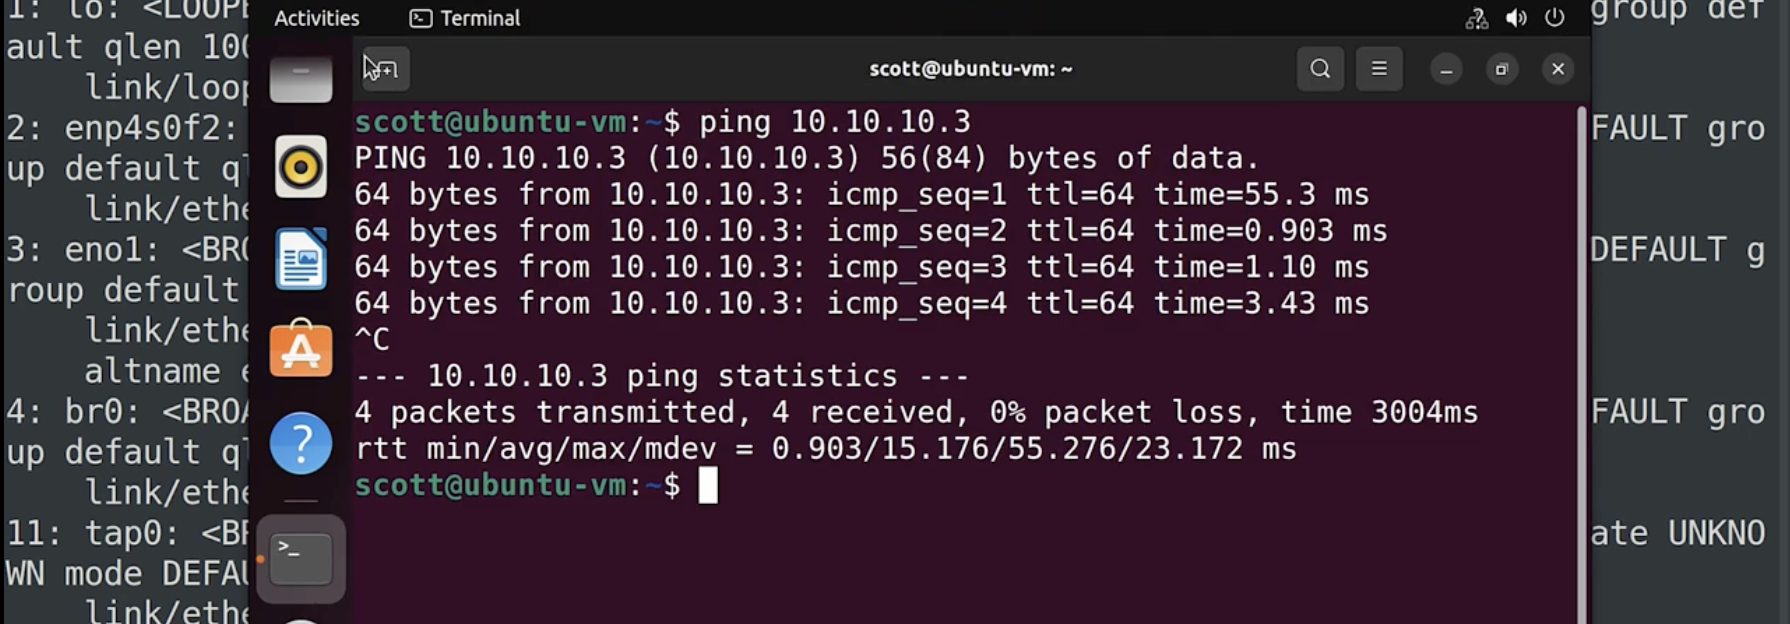 Activities
Terminal
scott@ubuntu-vm: ~
scott@ubuntu-vm:~$ ping 10.10.10.3
PING 10.10.10.3 (10.10.10.3) 56(84) bytes of data.
64 bytes from 10.10.10.3: icmp_seq=1 ttl=64 time=55.3 ms
64 bytes from 10.10.10.3: icmp_seq=2 ttl=64 time=0.903 ms
64 bytes from 10.10.10.3: icmp_seq=3 ttl=64 time=1.10 ms
64 bytes from 10.10.10.3: icmp_seq=4 ttl=64 time=3.43 ms
^C
--- 10.10.10.3 ping statistics ---
4 packets transmitted, 4 received, 0% packet loss, time 3004ms
rtt min/avg/max/mdev = 0.903/15.176/55.276/23.172 ms
scott@ubuntu-vm:~$
1: lo: <LOOP
ault qlen 100
link/loop
2: enp4s0f2:
up default ql
link/ethe
3: eno1: <BRO
roup default
link/ethe
altname e
4: br0: <BROA
up default ql
link/ethe
11: tap0: <BR
WN mode DEFAU
link/ethe
group def
FAULT gro
DEFAULT g
FAULT gro
ate UNKNO